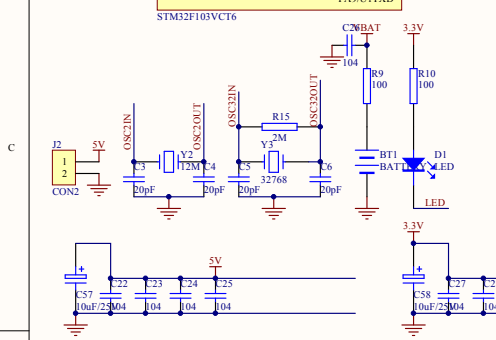 STM32F103VCT6
C26
VBAT
3.3V
104
R9
100
R10
100
OSC2IN
OSC2OUT
OSC32IN
OSC32OUT
R15
2M
C
J2
1
2
CON2
5V
C3
20pF
Y2
12M
C4
20pF
C5
20pF
Y3
32768
C6
20pF
BT1
BATTERY
D1
LED
LED
5V
3.3V
C57
10uF/25V
C22
104
C23
104
C24
104
C25
104
C58
10uF/25V
C27
104
104